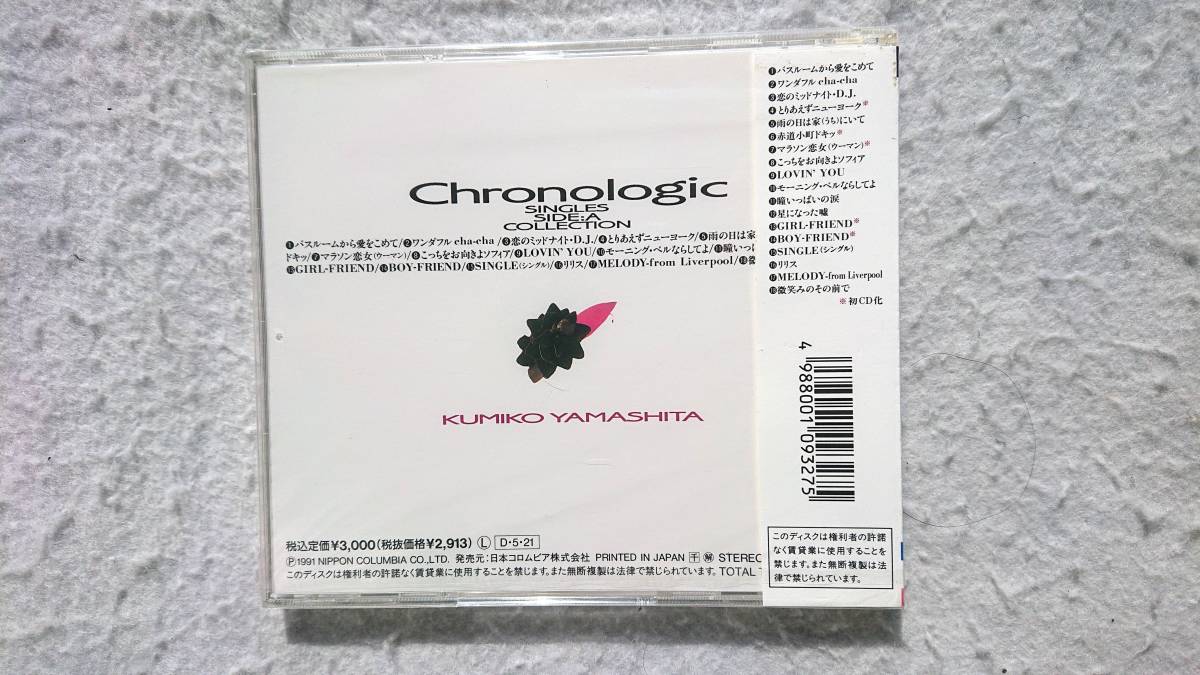 Chronologic
SINGLES
SIDE:A
COLLECTION
❶バスルームから愛をこめて/❷ワンダフル cha-cha/❸恋のミッドナイト・D.J./❹とりあえずニューヨーク/❺雨の日は家
ドキッ/❼マラソン恋女(ウーマン)/❽こっちをお向きよソフィア/❾LOVIN' YOU/❿モーニング・ベルならしてよ/⓫瞳いっ
⓭GIRL-FRIEND/⓮BOY-FRIEND/⓯SINGLE(シングル)/⓰リリス/⓱MELODY-from Liverpool/⓲微
KUMIKO YAMASHITA
税込定価¥3,000(税抜価格¥2,913) Ⓛ D・5・21
Ⓟ1991 NIPPON COLUMBIA CO.,LTD. 発売元:日本コロムビア株式会社 PRINTED IN JAPAN 〒 STEREO
このディスクは権利者の許諾なく賃貸業に使用することを禁じます。また無断複製は法律で禁じられています。 TOTAL
❶バスルームから愛をこめて
❷ワンダフル cha-cha
❸恋のミッドナイト・D.J.
❹とりあえずニューヨーク※
❺雨の日は家(うち)にいて
❻赤道小町ドキッ※
❼マラソン恋女(ウーマン)※
❽こっちをお向きよソフィア
❾LOVIN' YOU
❿モーニング・ベルならしてよ
⓫瞳いっぱいの涙
⓬星になった嘘
⓭GIRL-FRIEND※
⓮BOY-FRIEND※
⓯SINGLE(シングル)
⓰リリス
⓱MELODY-from Liverpool
⓲微笑みのその前で
※初CD化
4 988001 093275
このディスクは権利者の許諾
なく賃貸業に使用することを
禁じます。また無断複製は法
律で禁じられています。